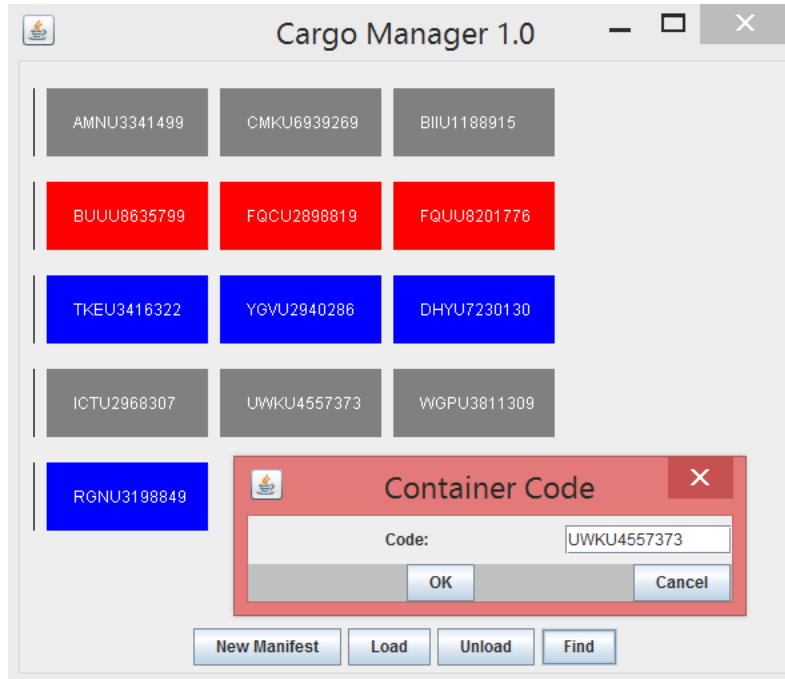 Cargo Manager 1.0
AMNU3341499 CMKU6939269 BIIU1188915
BUUU8635799 FQCU2898819 FQUU8201776
TKEU3416322 YGVU2940286 DHYU7230130
ICTU2968307 UWKU4557373 WGPU3811309
RGNU3198849
Container Code
Code: UWKU4557373
OK Cancel
New Manifest Load Unload Find